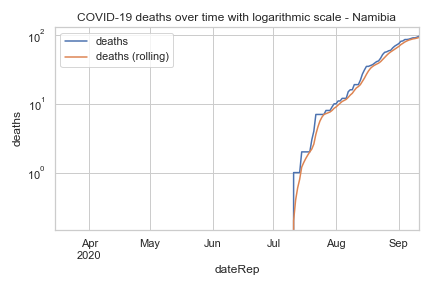 COVID-19 deaths over time with logarithmic scale - Namibia
deaths
deaths (rolling)
10²
10¹
10⁰
deaths
Apr
2020
May
Jun
Jul
Aug
Sep
dateRep